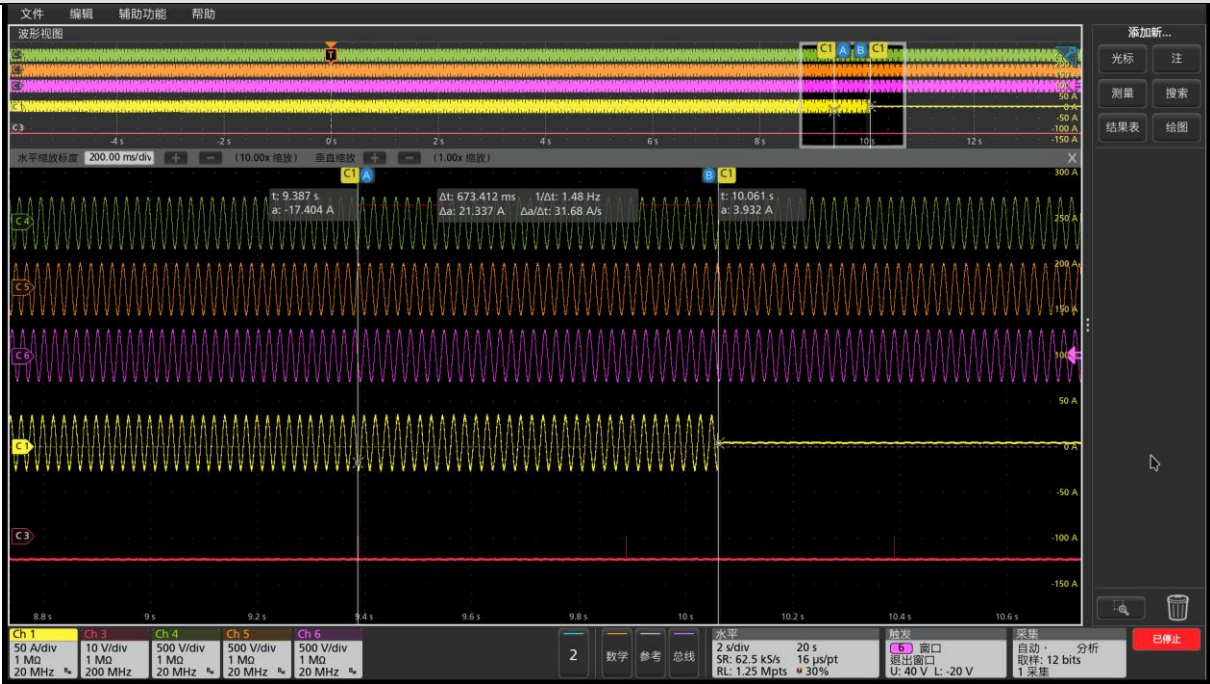 文件 编辑 辅助功能 帮助
波形视图
添加新...
光标 注
测量 搜索
结果表 绘图
C1 A B C1
T
C1
C3
50 A
0 A
-50 A
-100 A
-150 A
-4 s -2 s 0 s 2 s 4 s 6 s 8 s 10 s 12 s
水平缩放标度 200.00 ms/div + - (10.00x 缩放) 垂直缩放 + - (1.00x 缩放) X
C1 A B C1
t: 9.387 s
a: -17.404 A
Δt: 673.412 ms 1/Δt: 1.48 Hz
Δa: 21.337 A Δa/Δt: 31.68 A/s
t: 10.061 s
a: 3.932 A
300 A
C4
250 A
200 A
C5
150 A
C6
100 A
50 A
C1
0 A
-50 A
C3
-100 A
-150 A
8.8 s 9 s 9.2 s 9.4 s 9.6 s 9.8 s 10 s 10.2 s 10.4 s 10.6 s
Ch 1
50 A/div
1 MΩ
20 MHz
Ch 3
10 V/div
1 MΩ
200 MHz
Ch 4
500 V/div
1 MΩ
20 MHz
Ch 5
500 V/div
1 MΩ
20 MHz
Ch 6
500 V/div
1 MΩ
20 MHz
2
数学
参考
总线
水平
2 s/div 20 s
SR: 62.5 kS/s 16 μs/pt
RL: 1.25 Mpts 30%
触发
6 窗口
退出窗口
U: 40 V L: -20 V
采集
自动, 分析
取样: 12 bits
1 采集
已停止